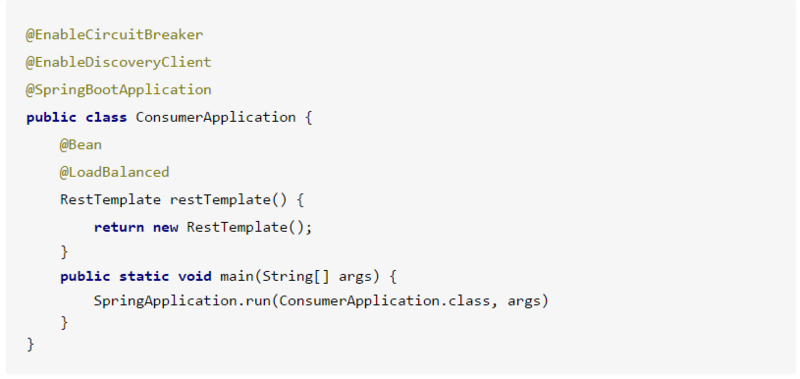 @EnableCircuitBreaker
@EnableDiscoveryClient
@SpringBootApplication
public class ConsumerApplication {
    @Bean
    @LoadBalanced
    RestTemplate restTemplate() {
        return new RestTemplate();
    }
    public static void main(String[] args) {
        SpringApplication.run(ConsumerApplication.class, args)
    }
}